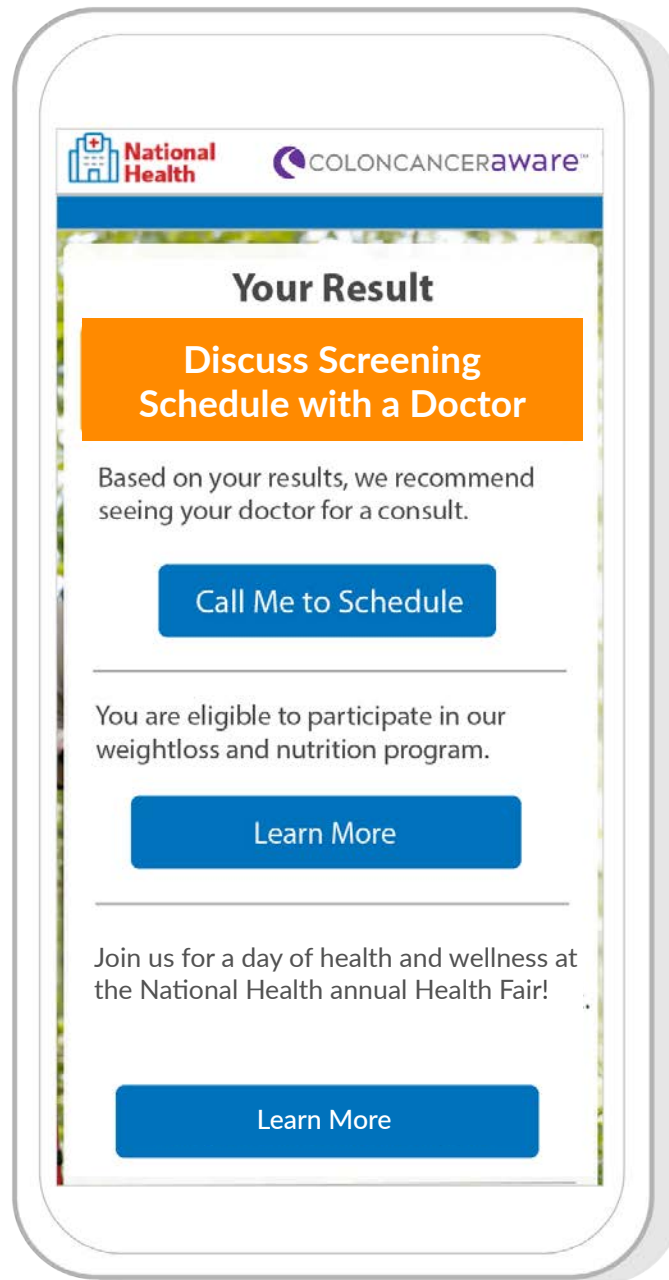 National
Health
COLONCANCERaware™
Your Result
Discuss Screening
Schedule with a Doctor
Based on your results, we recommend
seeing your doctor for a consult.
Call Me to Schedule
You are eligible to participate in our
weightloss and nutrition program.
Learn More
Join us for a day of health and wellness at
the National Health annual Health Fair!
Learn More